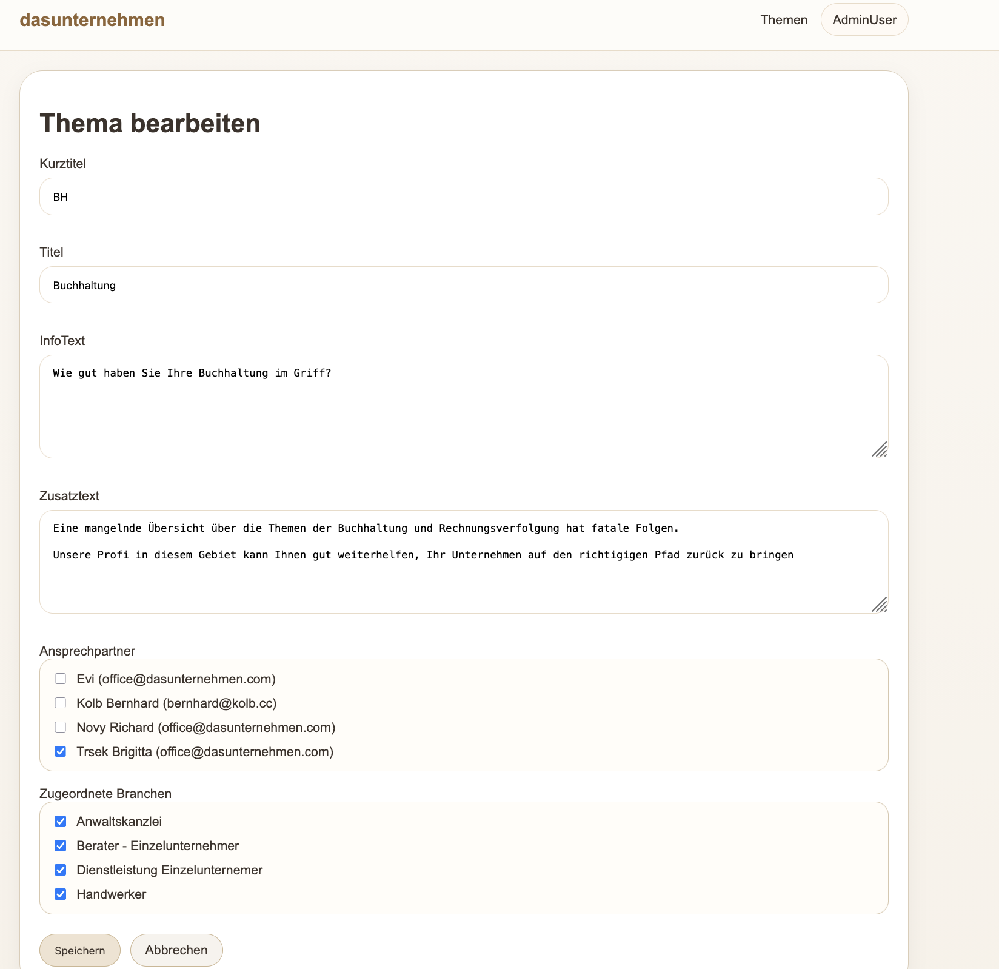 dasunternehmen
Themen
AdminUser
Thema bearbeiten
Kurztitel
BH
Titel
Buchhaltung
InfoText
Wie gut haben Sie Ihre Buchhaltung im Griff?
Zusatztext
Eine mangelnde Übersicht über die Themen der Buchhaltung und Rechnungsverfolgung hat fatale Folgen.
Unsere Profi in diesem Gebiet kann Ihnen gut weiterhelfen, Ihr Unternehmen auf den richtigigen Pfad zurück zu bringen
Ansprechpartner
Evi (office@dasunternehmen.com)
Kolb Bernhard (bernhard@kolb.cc)
Novy Richard (office@dasunternehmen.com)
Trsek Brigitta (office@dasunternehmen.com)
Zugeordnete Branchen
Anwaltskanzlei
Berater - Einzelunternehmer
Dienstleistung Einzelunternemer
Handwerker
Speichern
Abbrechen